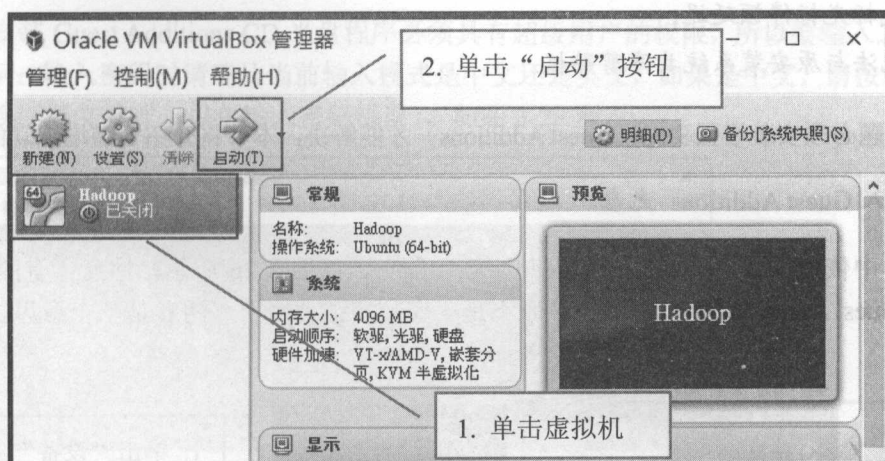 Oracle VM VirtualBox 管理器
管理(F) 控制(M) 帮助(H)
2. 单击“启动”按钮
新建(N) 设置(S) 清除 启动(T)
明细(D) 备份[系统快照](S)
64
Hadoop
已关闭
常规
名称: Hadoop
操作系统: Ubuntu (64-bit)
系统
内存大小: 4096 MB
启动顺序: 软驱, 光驱, 硬盘
硬件加速: VT-x/AMD-V, 嵌套分
页, KVM 半虚拟化
显示
预览
Hadoop
1. 单击虚拟机